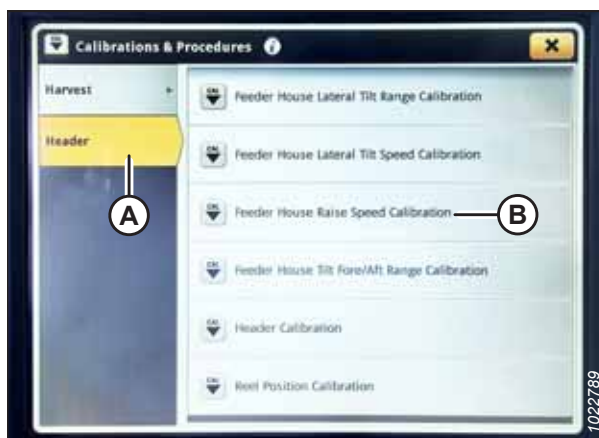 Calibrations & Procedures i
Harvest
Header
Feeder House Lateral Tilt Range Calibration
Feeder House Lateral Tilt Speed Calibration
Feeder House Raise Speed Calibration
Feeder House Tilt Fore/Aft Range Calibration
Header Calibration
Reel Position Calibration
A
B
1022789